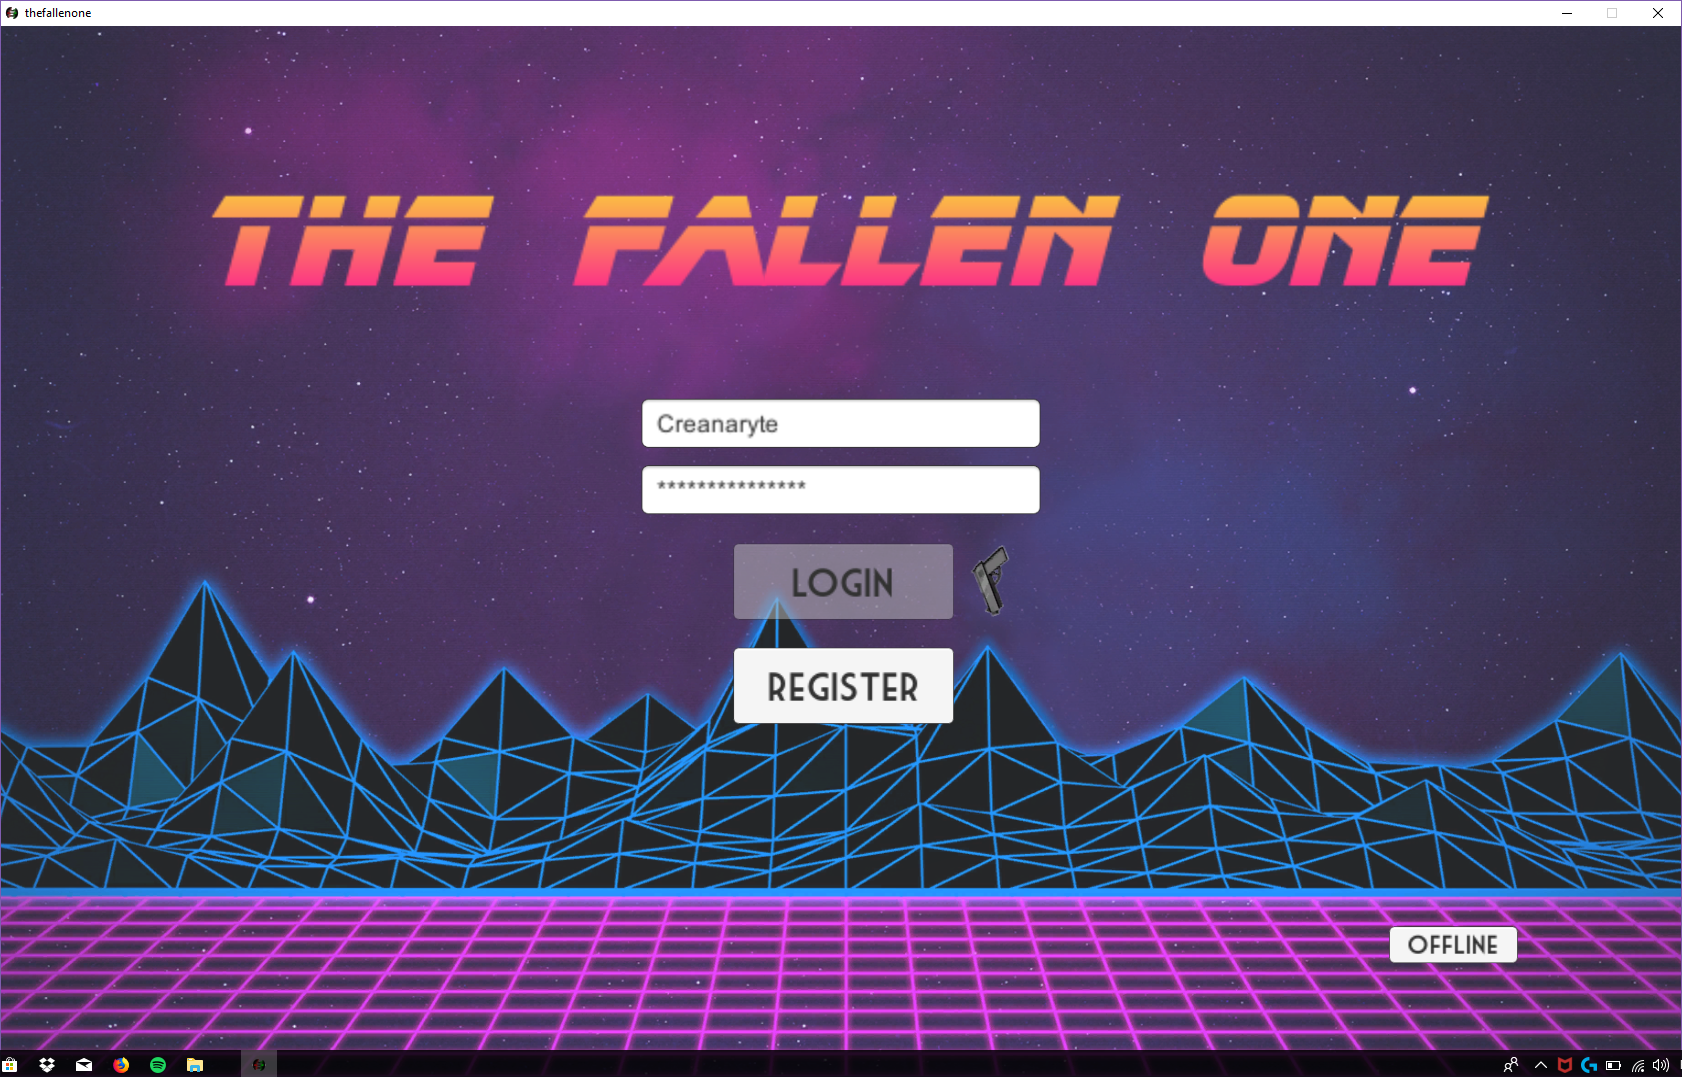 thefallenone
THE FALLEN ONE
Creanaryte
***************
LOGIN
REGISTER
OFFLINE